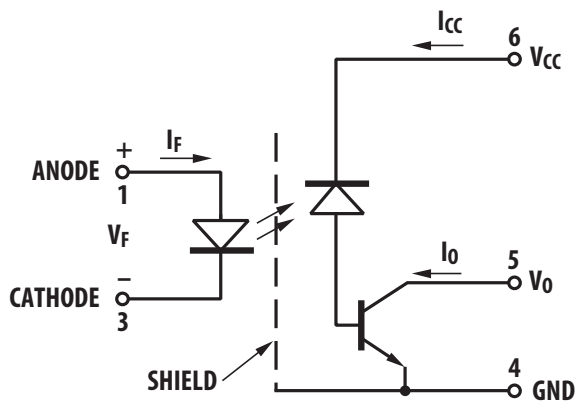 ICC
6
VCC
+
IF
ANODE
1
VF
−
CATHODE
3
SHIELD
IO
5
VO
4
GND